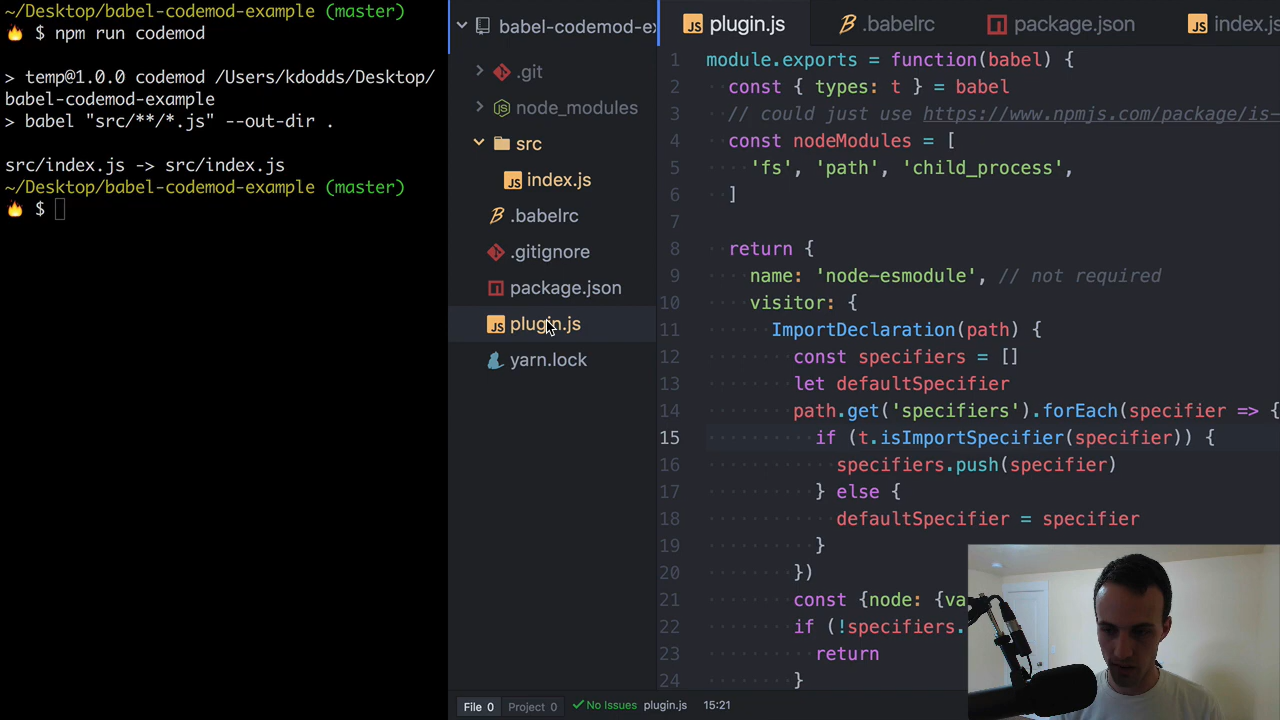 ~/Desktop/babel-codemod-example (master)
$ npm run codemod
> temp@1.0.0 codemod /Users/kdodds/Desktop/
babel-codemod-example
> babel "src/**/*.js" --out-dir .
src/index.js -> src/index.js
~/Desktop/babel-codemod-example (master)
$
babel-codemod-ex
.git
node_modules
src
index.js
.babelrc
.gitignore
package.json
plugin.js
yarn.lock
plugin.js
.babelrc
package.json
index.js
1 module.exports = function(babel) {
2 const { types: t } = babel
3 // could just use https://www.npmjs.com/package/is-
4 const nodeModules = [
5 'fs', 'path', 'child_process',
6 ]
7
8 return {
9 name: 'node-esmodule', // not required
10 visitor: {
11 ImportDeclaration(path) {
12 const specifiers = []
13 let defaultSpecifier
14 path.get('specifiers').forEach(specifier => {
15 if (t.isImportSpecifier(specifier)) {
16 specifiers.push(specifier)
17 } else {
18 defaultSpecifier = specifier
19 }
20 })
21 const {node: {va
22 if (!specifiers.
23 return
24 }
File 0 Project 0 No Issues plugin.js 15:21